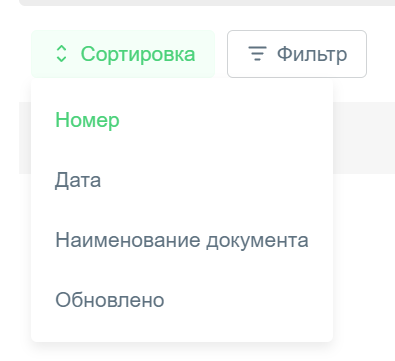 Сортировка Фильтр
Номер
Дата
Наименование документа
Обновлено